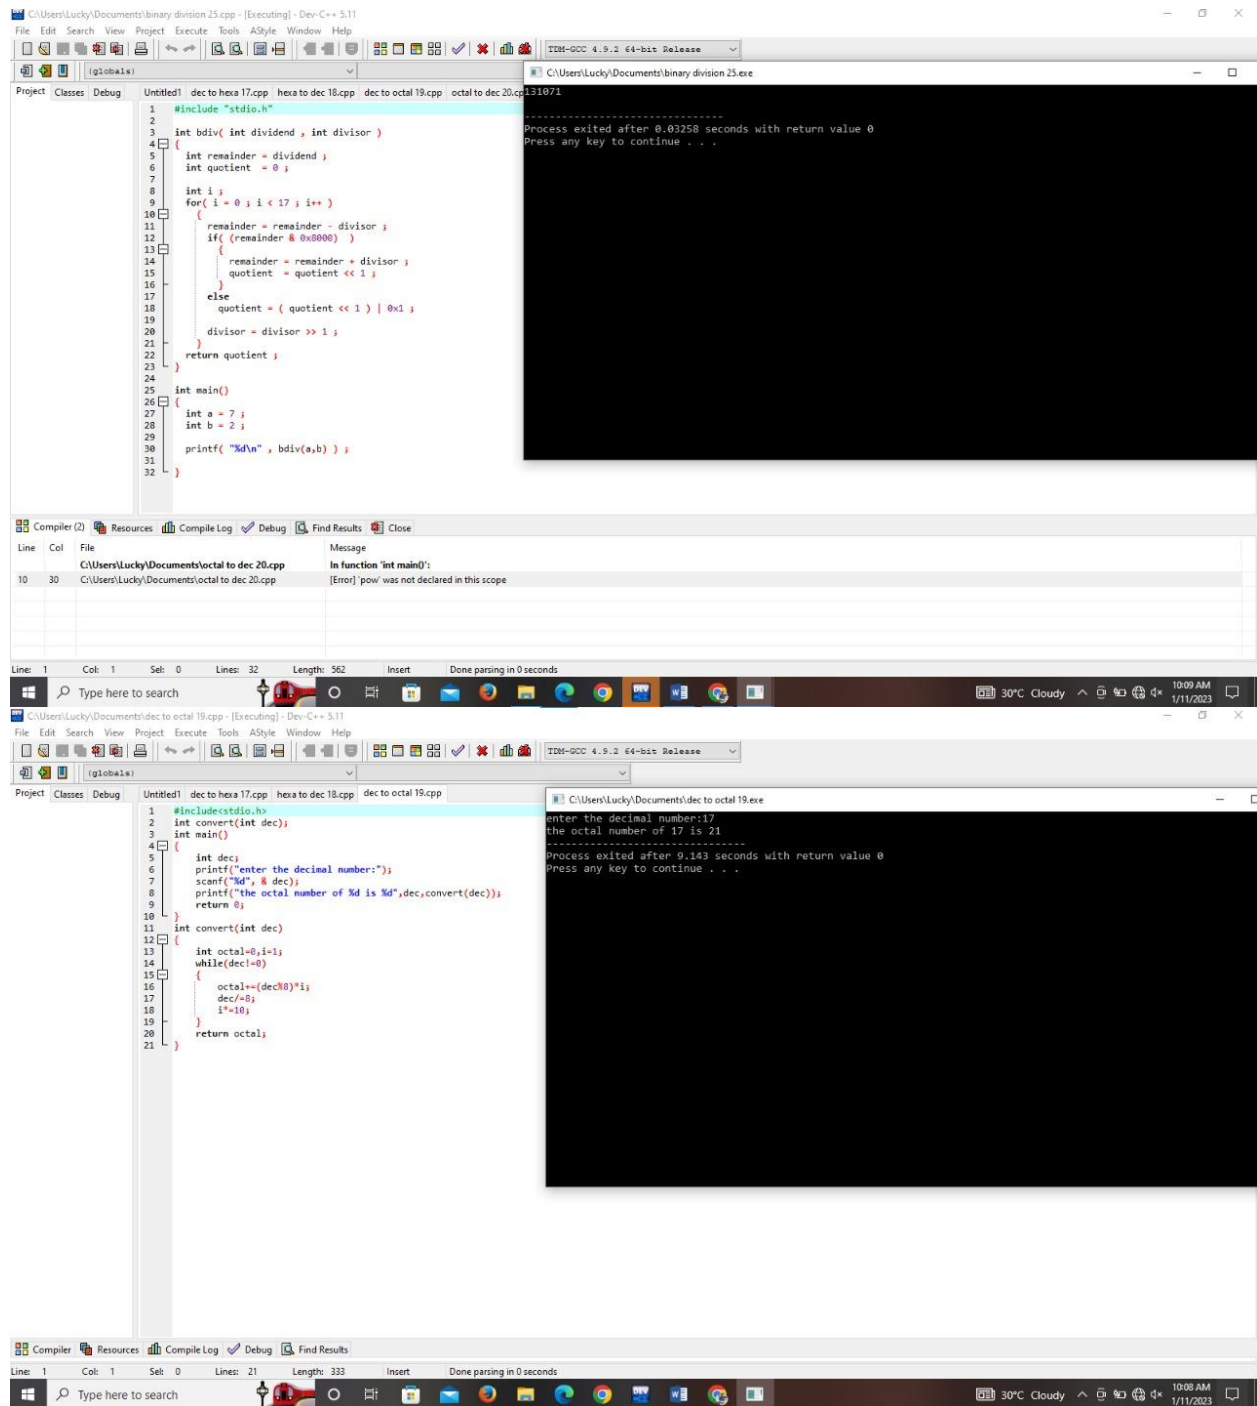 C:\Users\Lucky\Documents\binary division 25.cpp - [Executing] - Dev-C++ 5.11
File Edit Search View Project Execute Tools AStyle Window Help
TDM-GCC 4.9.2 64-bit Release
(globals)
Project Classes Debug
Untitled1 dec to hexa 17.cpp hexa to dec 18.cpp dec to octal 19.cpp octal to dec 20.cp
1 #include "stdio.h"
2
3 int bdiv( int dividend , int divisor )
4 {
5 int remainder = dividend ;
6 int quotient = 0 ;
7
8 int i ;
9 for( i = 0 ; i < 17 ; i++ )
10 {
11 remainder = remainder - divisor ;
12 if( (remainder & 0x8000) )
13 {
14 remainder = remainder + divisor ;
15 quotient = quotient << 1 ;
16 }
17 else
18 quotient = ( quotient << 1 ) | 0x1 ;
19
20 divisor = divisor >> 1 ;
21 }
22 return quotient ;
23 }
24
25 int main()
26 {
27 int a = 7 ;
28 int b = 2 ;
29
30 printf( "%d\n" , bdiv(a,b) ) ;
31
32 }
C:\Users\Lucky\Documents\binary division 25.exe
131071
--------------------------------
Process exited after 0.03258 seconds with return value 0
Press any key to continue . . .
Compiler (2) Resources Compile Log Debug Find Results Close
Line Col File Message
C:\Users\Lucky\Documents\octal to dec 20.cpp In function 'int main()':
10 30 C:\Users\Lucky\Documents\octal to dec 20.cpp [Error] 'pow' was not declared in this scope
Line: 1 Col: 1 Sel: 0 Lines: 32 Length: 562 Insert Done parsing in 0 seconds
Type here to search
30°C Cloudy
10:09 AM
1/11/2023
C:\Users\Lucky\Documents\dec to octal 19.cpp - [Executing] - Dev-C++ 5.11
File Edit Search View Project Execute Tools AStyle Window Help
TDM-GCC 4.9.2 64-bit Release
(globals)
Project Classes Debug
Untitled1 dec to hexa 17.cpp hexa to dec 18.cpp dec to octal 19.cpp
1 #include<stdio.h>
2 int convert(int dec);
3 int main()
4 {
5 int dec;
6 printf("enter the decimal number:");
7 scanf("%d", & dec);
8 printf("the octal number of %d is %d",dec,convert(dec));
9 return 0;
10 }
11 int convert(int dec)
12 {
13 int octal=0,i=1;
14 while(dec!=0)
15 {
16 octal+=(dec%8)*i;
17 dec/=8;
18 i*=10;
19 }
20 return octal;
21 }
C:\Users\Lucky\Documents\dec to octal 19.exe
enter the decimal number:17
the octal number of 17 is 21
--------------------------------
Process exited after 9.143 seconds with return value 0
Press any key to continue . . .
Compiler Resources Compile Log Debug Find Results
Line: 1 Col: 1 Sel: 0 Lines: 21 Length: 333 Insert Done parsing in 0 seconds
Type here to search
30°C Cloudy
10:08 AM
1/11/2023